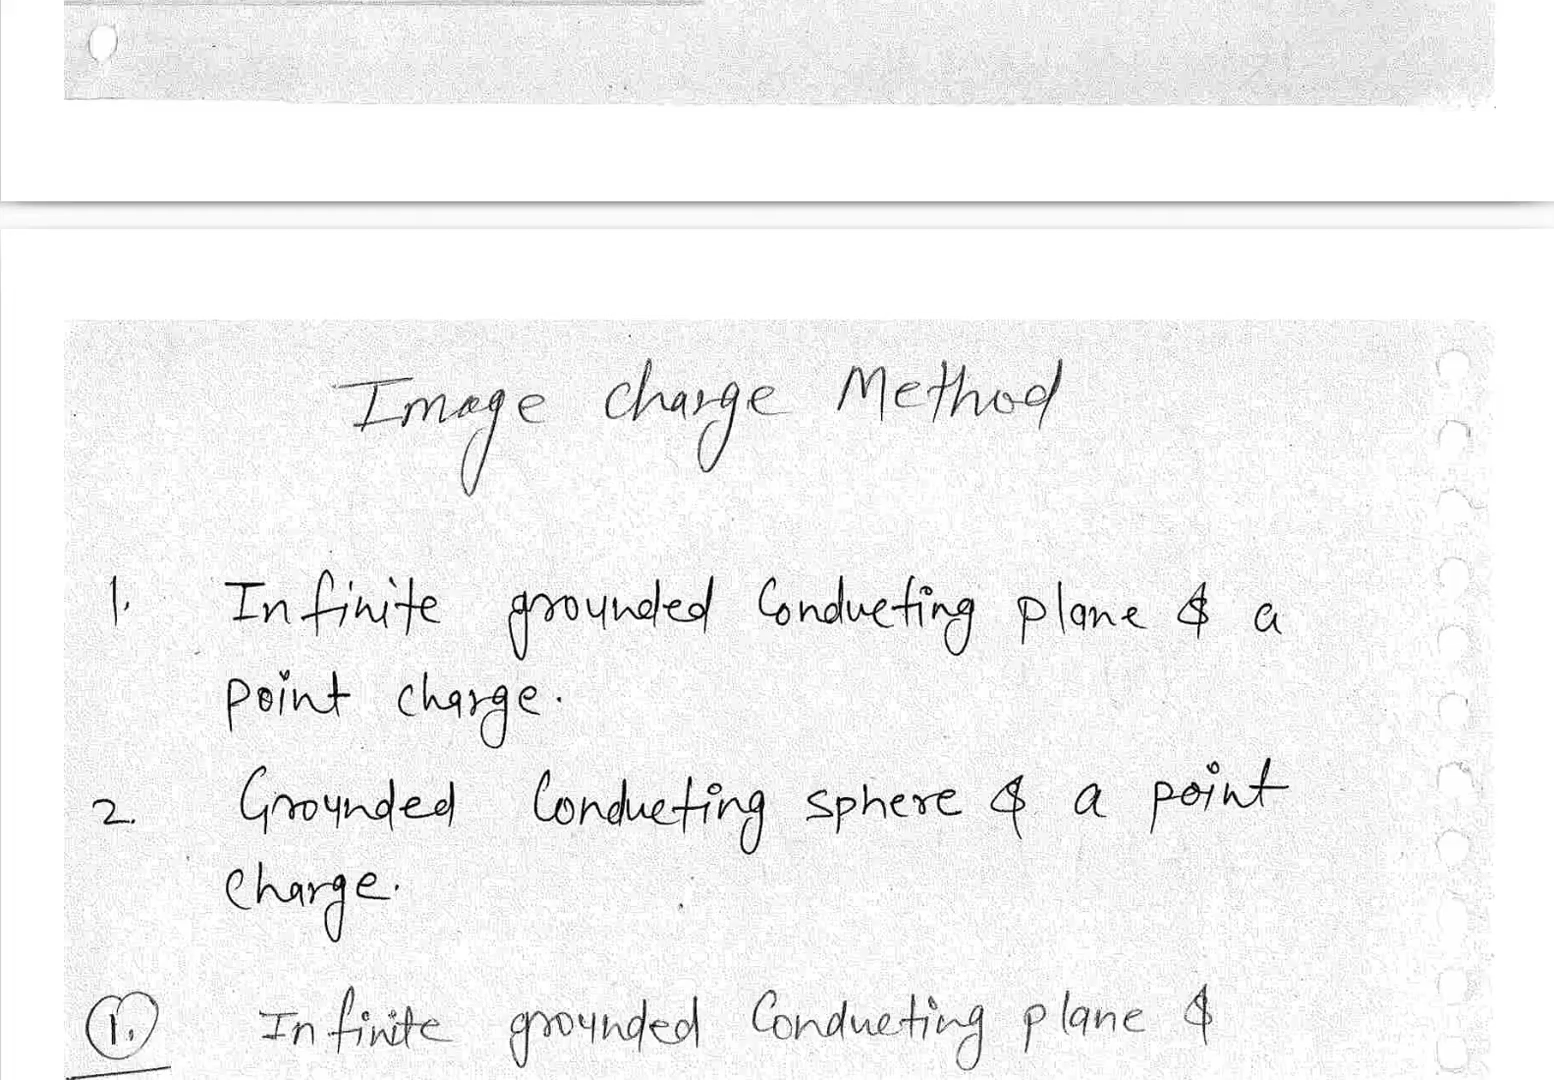 Image charge Method
1. Infinite grounded Conducting plane & a
point charge.
2. Grounded Conducting sphere & a point
charge.
1. Infinite grounded Conducting plane &